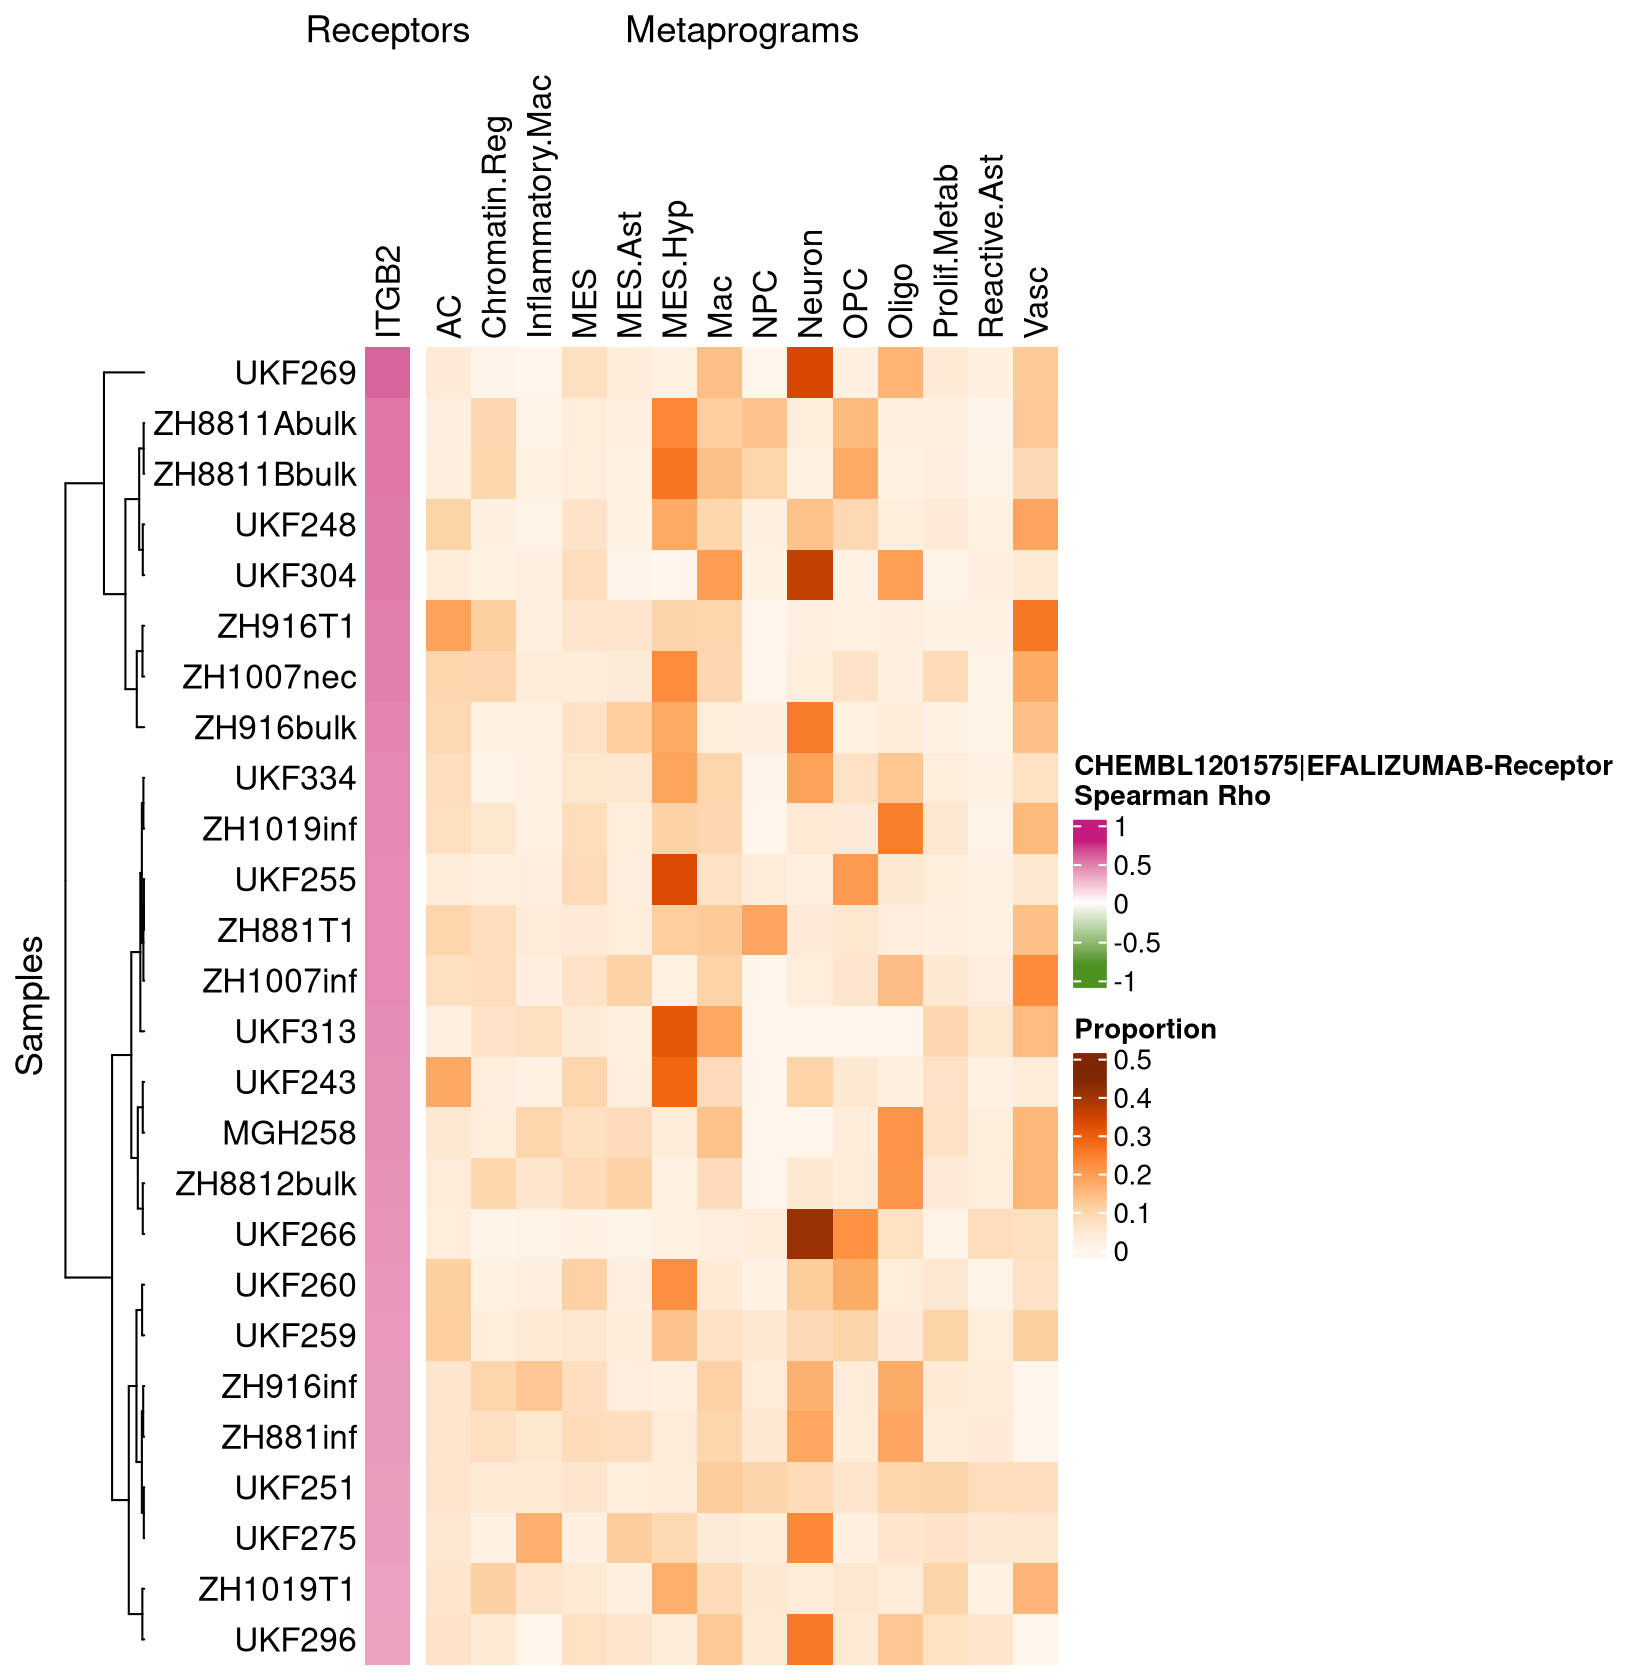 Receptors Metaprograms
ITGB2
AC
Chromatin.Reg
Inflammatory.Mac
MES
MES.Ast
MES.Hyp
Mac
NPC
Neuron
OPC
Oligo
Prolif.Metab
Reactive.Ast
Vasc
Samples
UKF269
ZH8811Abulk
ZH8811Bbulk
UKF248
UKF304
ZH916T1
ZH1007nec
ZH916bulk
UKF334
ZH1019inf
UKF255
ZH881T1
ZH1007inf
UKF313
UKF243
MGH258
ZH8812bulk
UKF266
UKF260
UKF259
ZH916inf
ZH881inf
UKF251
UKF275
ZH1019T1
UKF296
CHEMBL1201575|EFALIZUMAB-Receptor
Spearman Rho
1
0.5
0
-0.5
-1
Proportion
0.5
0.4
0.3
0.2
0.1
0